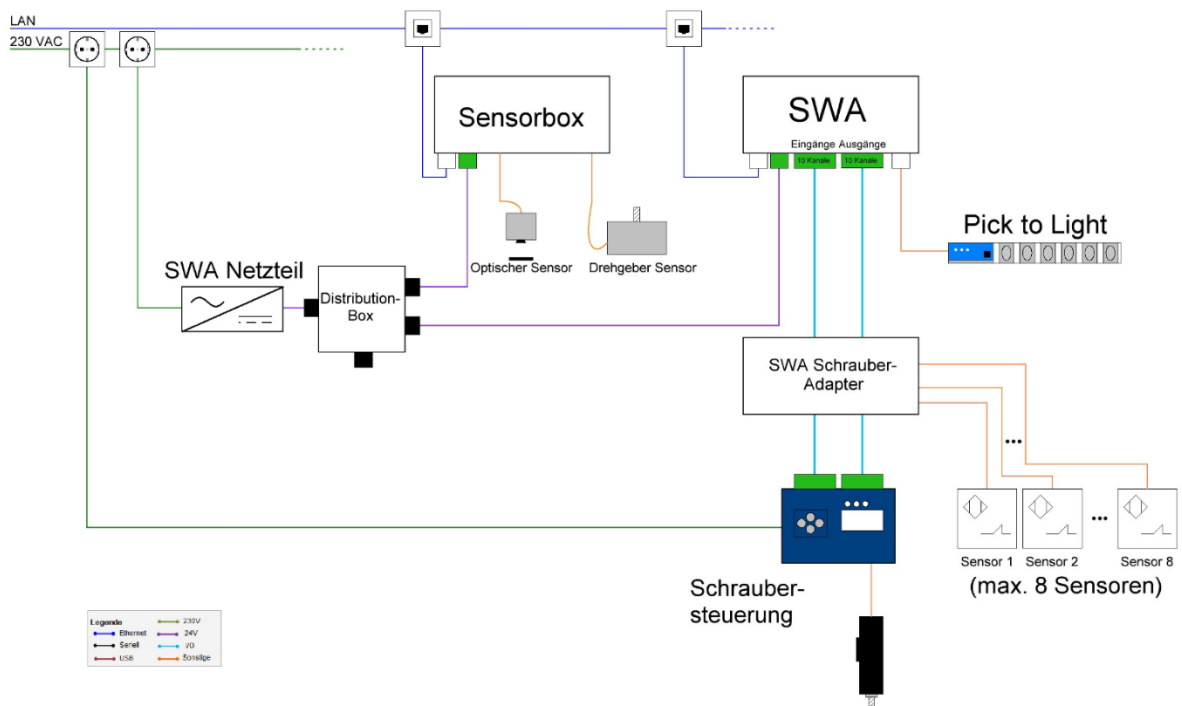 LAN
230 VAC
Sensorbox
SWA
Eingänge Ausgänge
10 Kanale
10 Kanale
Pick to Light
Optischer Sensor
Drehgeber Sensor
SWA Netzteil
Distribution-
Box
SWA Schrauber-
Adapter
Sensor 1
Sensor 2
Sensor 8
(max. 8 Sensoren)
Schrauber-
steuerung
Legende
Ethernet
Seriell
USB
230V
24V
I/O
Sonstige